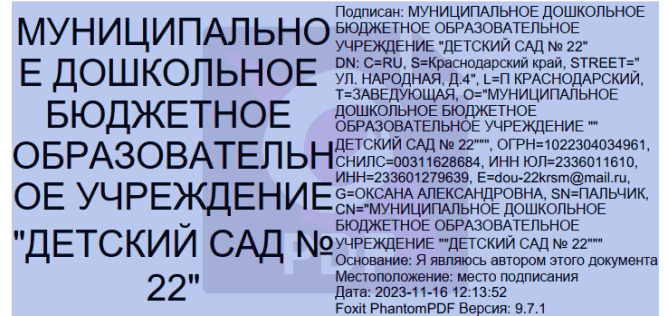 МУНИЦИПАЛЬНО
Е ДОШКОЛЬНОЕ
БЮДЖЕТНОЕ
ОБРАЗОВАТЕЛЬН
ОЕ УЧРЕЖДЕНИЕ
"ДЕТСКИЙ САД №
22"
Подписан: МУНИЦИПАЛЬНОЕ ДОШКОЛЬНОЕ
БЮДЖЕТНОЕ ОБРАЗОВАТЕЛЬНОЕ
УЧРЕЖДЕНИЕ "ДЕТСКИЙ САД № 22"
DN: C=RU, S=Краснодарский край, STREET="
УЛ. НАРОДНАЯ, Д.4", L=П КРАСНОДАРСКИЙ,
T=ЗАВЕДУЮЩАЯ, O="МУНИЦИПАЛЬНОЕ
ДОШКОЛЬНОЕ БЮДЖЕТНОЕ
ОБРАЗОВАТЕЛЬНОЕ УЧРЕЖДЕНИЕ ""
ДЕТСКИЙ САД № 22""", ОГРН=1022304034961,
СНИЛС=00311628684, ИНН ЮЛ=2336011610,
ИНН=233601279639, E=dou-22krsm@mail.ru,
G=ОКСАНА АЛЕКСАНДРОВНА, SN=ПАЛЬЧИК,
CN="МУНИЦИПАЛЬНОЕ ДОШКОЛЬНОЕ
БЮДЖЕТНОЕ ОБРАЗОВАТЕЛЬНОЕ
УЧРЕЖДЕНИЕ ""ДЕТСКИЙ САД № 22"""
Основание: Я являюсь автором этого документа
Местоположение: место подписания
Дата: 2023-11-16 12:13:52
Foxit PhantomPDF Версия: 9.7.1
PDF